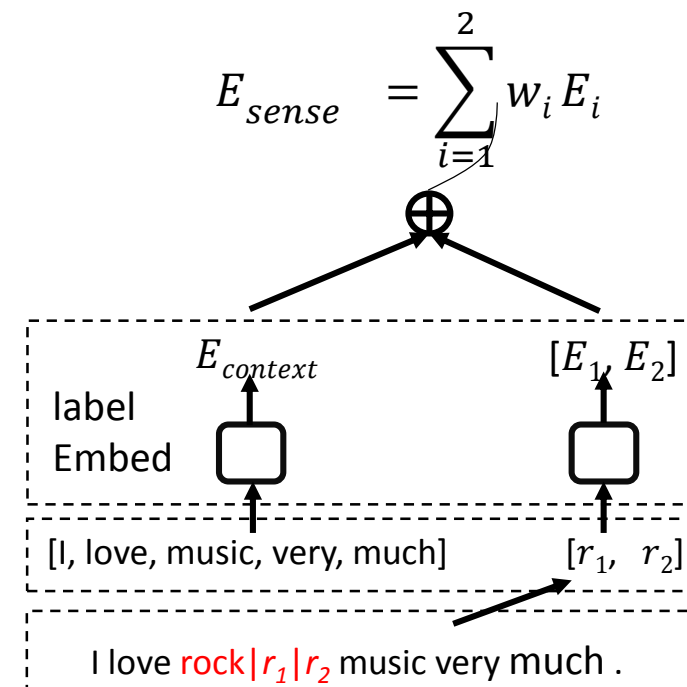 2
E_sense = ∑ w_i E_i
i=1
E_context [E_1, E_2]
label
Embed
[I, love, music, very, much] [r_1, r_2]
I love rock|r_1|r_2 music very much .